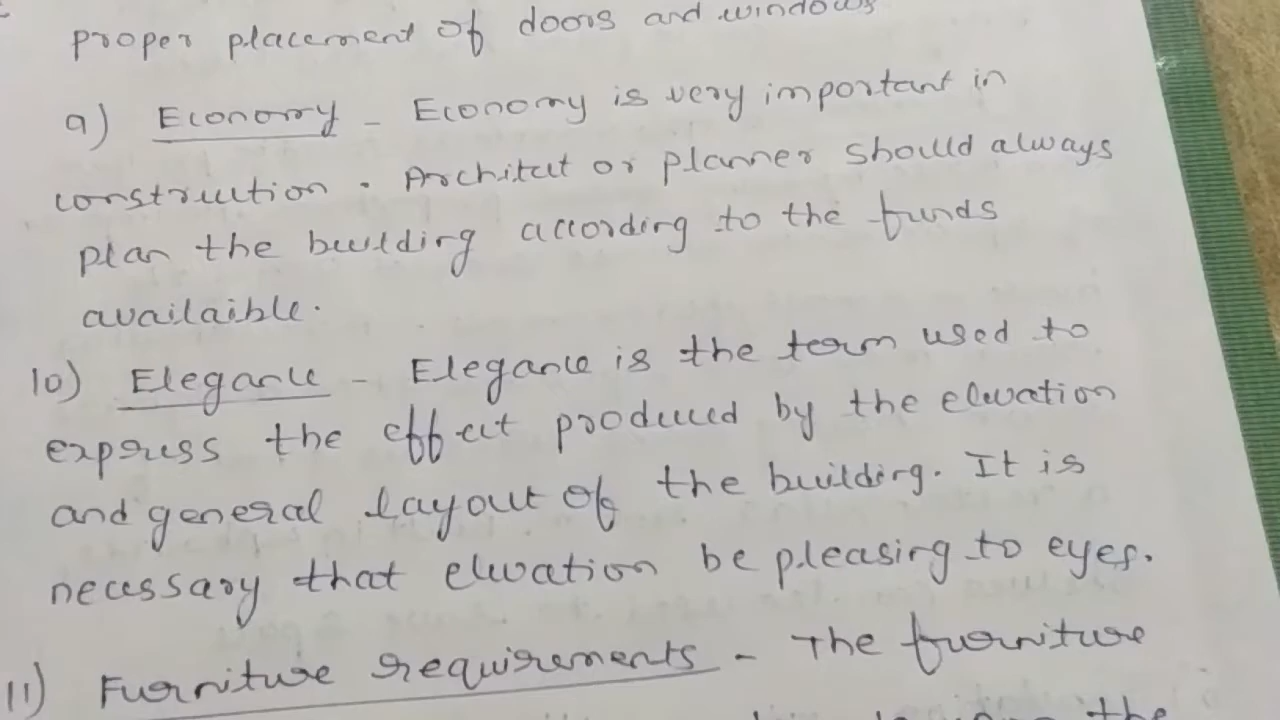 proper placement of doors and windows
9) Economy - Economy is very important in
construction. Architect or planner should always
plan the building according to the funds
availaible.
10) Elegance - Elegance is the term used to
express the effect produced by the elevation
and general layout of the building. It is
necessary that elevation be pleasing to eyes.
11) Furniture requirements - The furniture
the